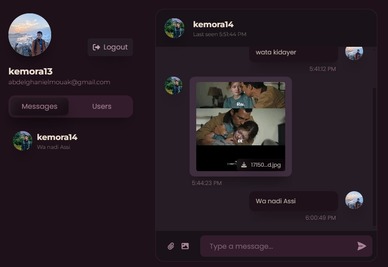 kemora14
Last seen 5:51:44 PM
Logout
wata kidayer
5:41:12 PM
kemora13
abdelghanielmouak@gmail.com
Messages
Users
kemora14
Wa nadi Assi
17150...d.jpg
5:44:23 PM
Wa nadi Assi
6:00:49 PM
Type a message...